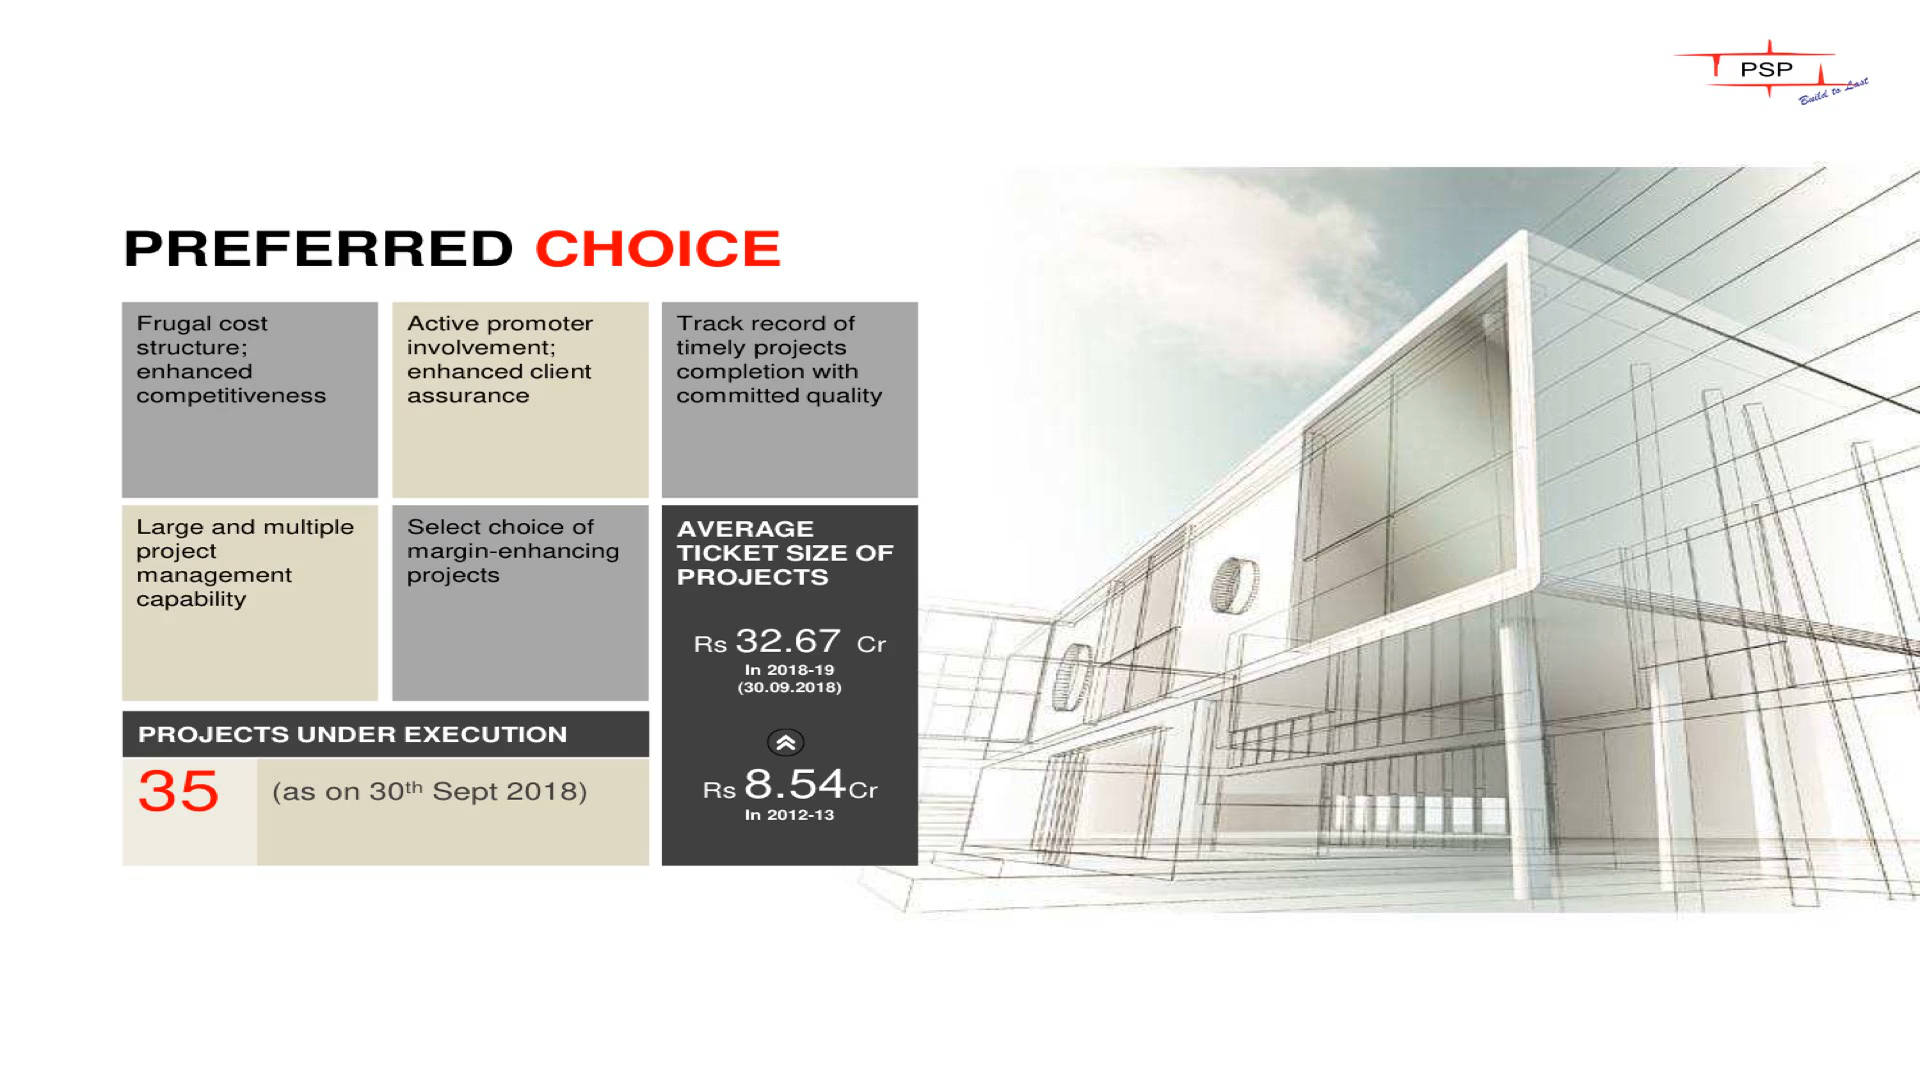 PSP
Build to Last
PREFERRED CHOICE
Frugal cost
structure;
enhanced
competitiveness
Active promoter
involvement;
enhanced client
assurance
Track record of
timely projects
completion with
committed quality
Large and multiple
project
management
capability
Select choice of
margin-enhancing
projects
AVERAGE
TICKET SIZE OF
PROJECTS
Rs 32.67 Cr
In 2018-19
(30.09.2018)
Rs 8.54Cr
In 2012-13
PROJECTS UNDER EXECUTION
35 (as on 30th Sept 2018)